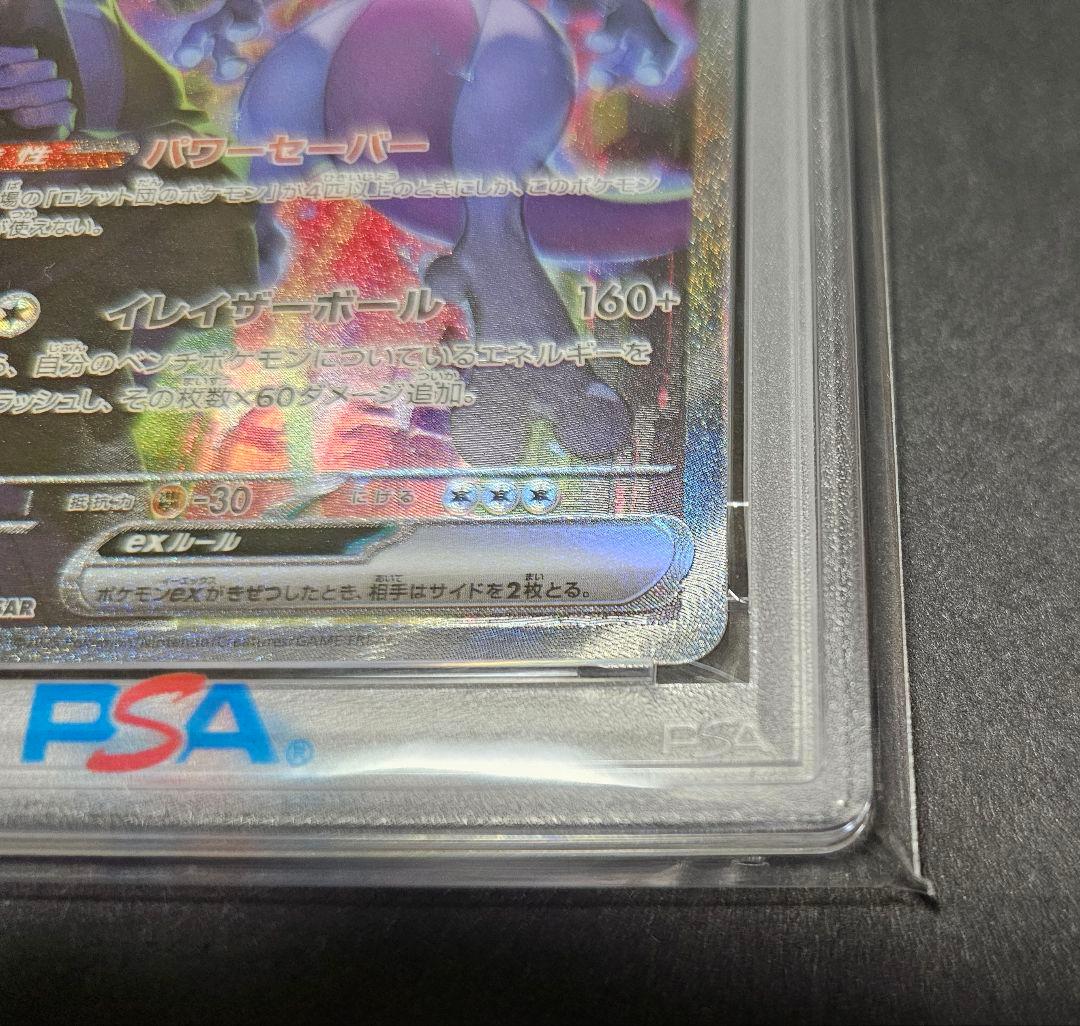 性 パワーセーバー
場の「ロケット団のポケモン」が4匹以上のときにしか、このポケモン
が使えない。
イレイザーボール 160+
自分のベンチポケモンについているエネルギーを
ラッシュし、その枚数×60ダメージ追加。
抵抗力 -30 にげる
exルール
ポケモンexがきぜつしたとき、相手はサイドを2枚とる。
SAR
Nintendo/Creatures/GAME FREAK
PSA®
PSA